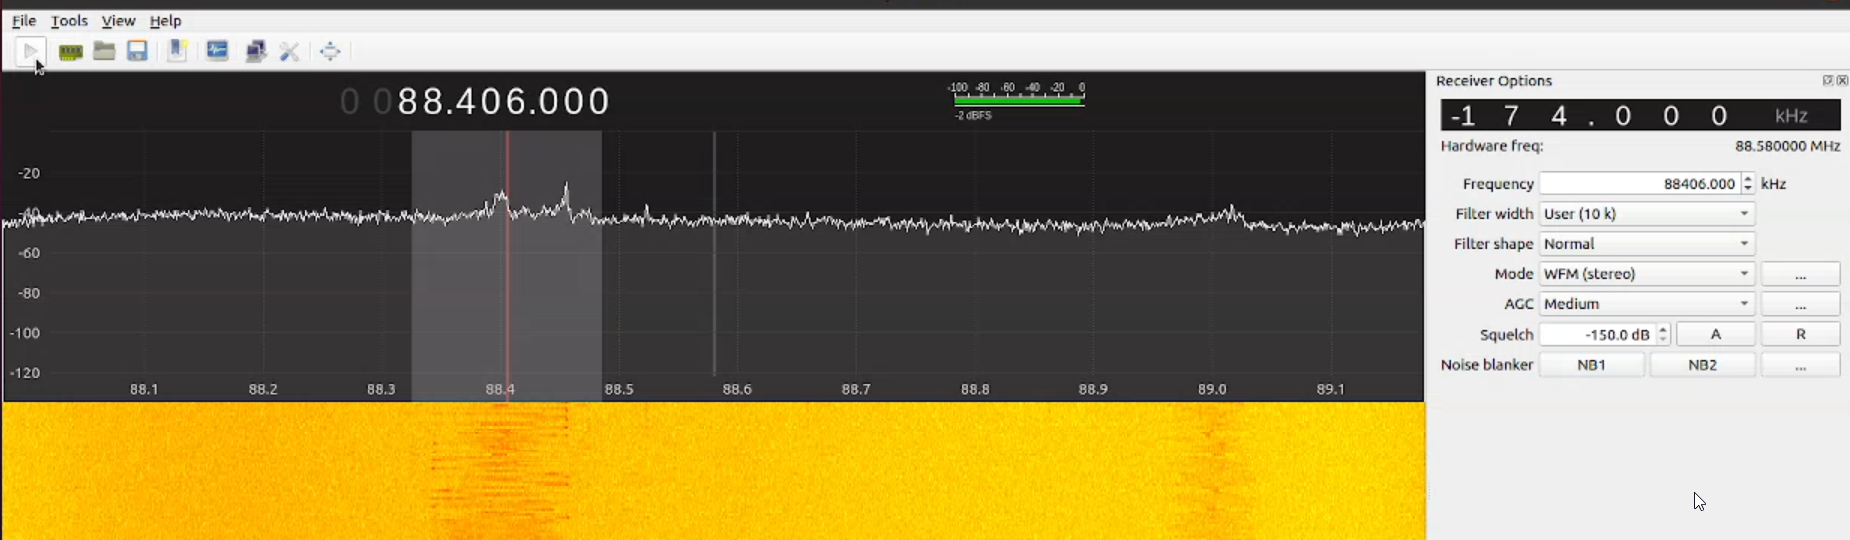 File Tools View Help
0 088.406.000
-100 -80 -60 -40 -20 0
-2 dBFS
-20
-40
-60
-80
-100
-120
88.1 88.2 88.3 88.4 88.5 88.6 88.7 88.8 88.9 89.0 89.1
Receiver Options
-1 7 4 . 0 0 0 kHz
Hardware freq: 88.580000 MHz
Frequency 88406.000 kHz
Filter width User (10 k)
Filter shape Normal
Mode WFM (stereo) ...
AGC Medium ...
Squelch -150.0 dB A R
Noise blanker NB1 NB2 ...